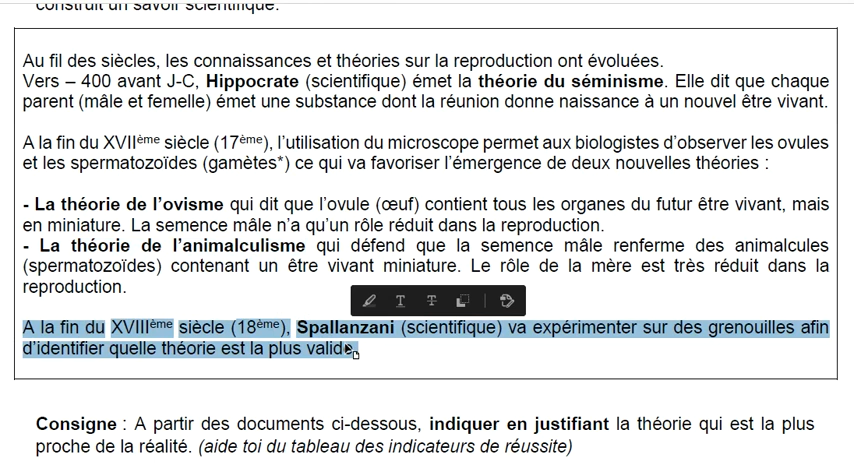 construit un savoir scientifique.
Au fil des siècles, les connaissances et théories sur la reproduction ont évoluées.
Vers – 400 avant J-C, Hippocrate (scientifique) émet la théorie du séminisme. Elle dit que chaque
parent (mâle et femelle) émet une substance dont la réunion donne naissance à un nouvel être vivant.
A la fin du XVIIème siècle (17ème), l’utilisation du microscope permet aux biologistes d’observer les ovules
et les spermatozoïdes (gamètes*) ce qui va favoriser l’émergence de deux nouvelles théories :
- La théorie de l’ovisme qui dit que l’ovule (œuf) contient tous les organes du futur être vivant, mais
en miniature. La semence mâle n’a qu’un rôle réduit dans la reproduction.
- La théorie de l’animalculisme qui défend que la semence mâle renferme des animalcules
(spermatozoïdes) contenant un être vivant miniature. Le rôle de la mère est très réduit dans la
reproduction.
A la fin du XVIIIème siècle (18ème), Spallanzani (scientifique) va expérimenter sur des grenouilles afin
d’identifier quelle théorie est la plus valide.
Consigne : A partir des documents ci-dessous, indiquer en justifiant la théorie qui est la plus
proche de la réalité. (aide toi du tableau des indicateurs de réussite)